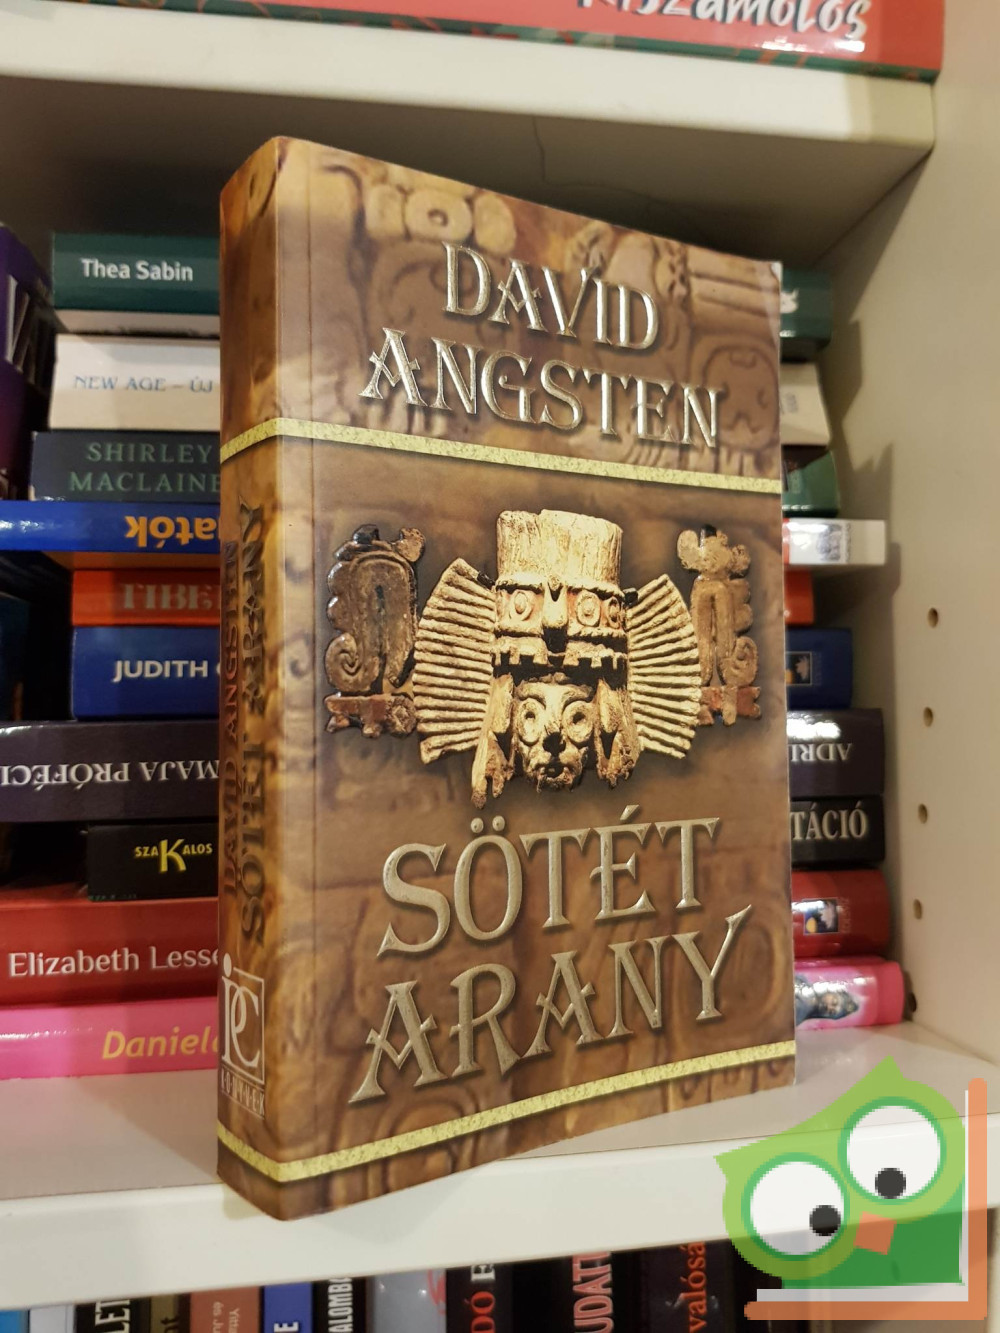 Thea Sabin
NEW AGE – ÚJ
SHIRLEY
MACLAINE
JUDITH
MAJA PRÓFÉCI
SZAKALOS
Elizabeth Lesse
Daniel
DAVID ANGSTEN
SÖTÉT ARANY
IPC
KÖNYVEK
DAVID
ANGSTEN
SÖTÉT
ARANY
ADRI
TÁCIÓ
valósá